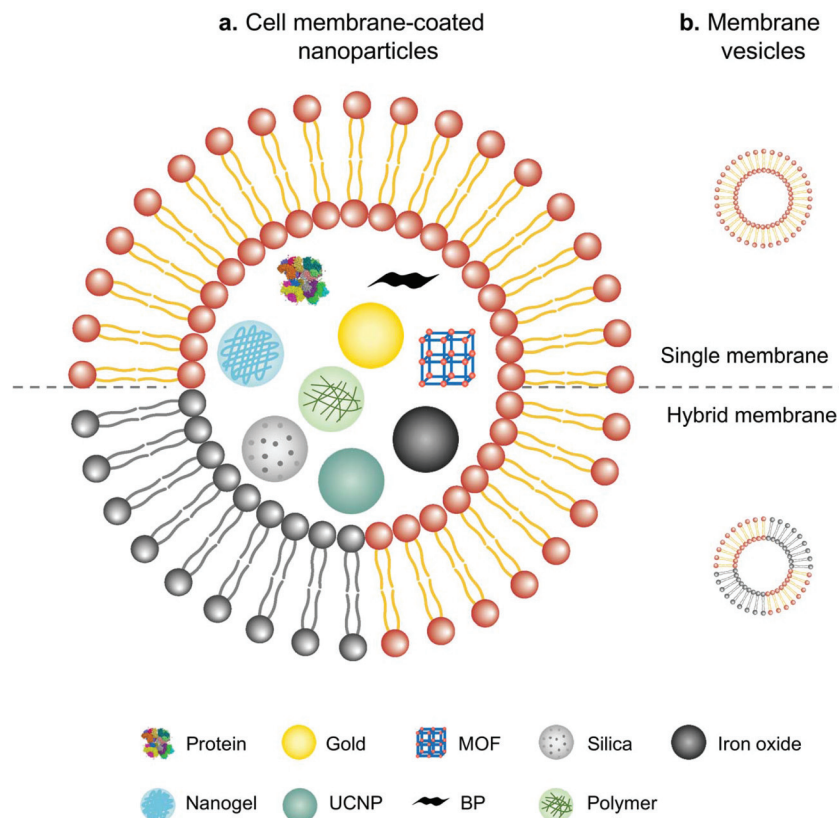 a. Cell membrane-coated
nanoparticles
b. Membrane
vesicles
Single membrane
Hybrid membrane
Protein
Gold
MOF
Silica
Iron oxide
Nanogel
UCNP
BP
Polymer